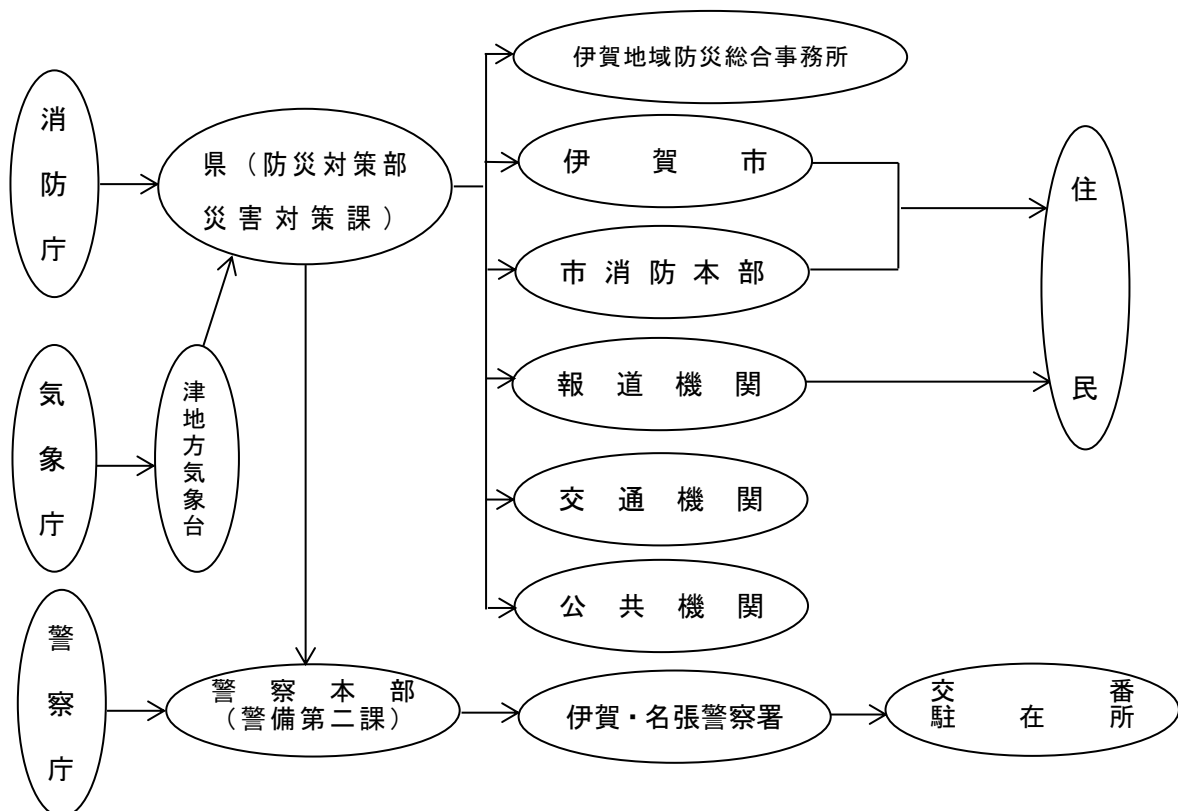 消防庁
県（防災対策部
災害対策課）
伊賀地域防災総合事務所
伊賀市
市消防本部
住民
報道機関
気象庁
津地方気象台
交通機関
公共機関
警察庁
警察本部
（警備第二課）
伊賀・名張警察署
交番
駐在所